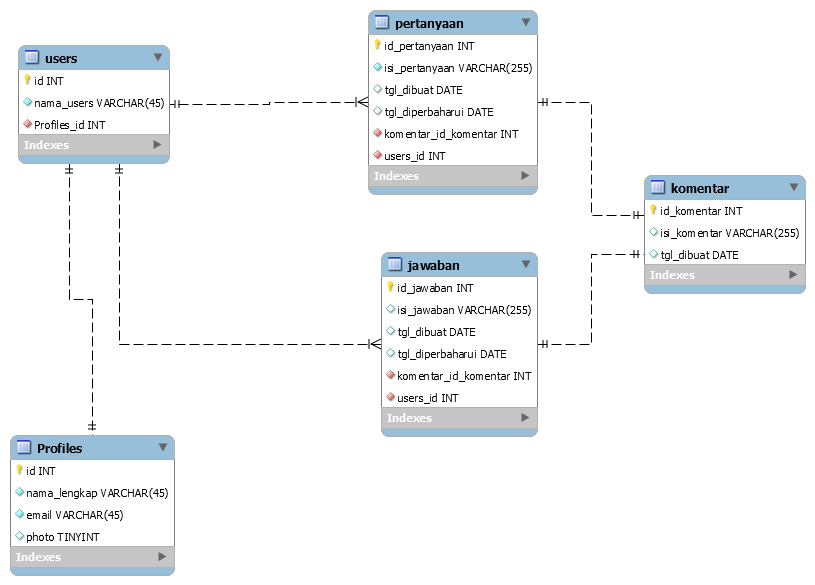 users
id INT
nama_users VARCHAR(45)
Profiles_id INT
Indexes
pertanyaan
id_pertanyaan INT
isi_pertanyaan VARCHAR(255)
tgl_dibuat DATE
tgl_diperbaharui DATE
komentar_id_komentar INT
users_id INT
Indexes
komentar
id_komentar INT
isi_komentar VARCHAR(255)
tgl_dibuat DATE
Indexes
jawaban
id_jawaban INT
isi_jawaban VARCHAR(255)
tgl_dibuat DATE
tgl_diperbaharui DATE
komentar_id_komentar INT
users_id INT
Indexes
Profiles
id INT
nama_lengkap VARCHAR(45)
email VARCHAR(45)
photo TINYINT
Indexes